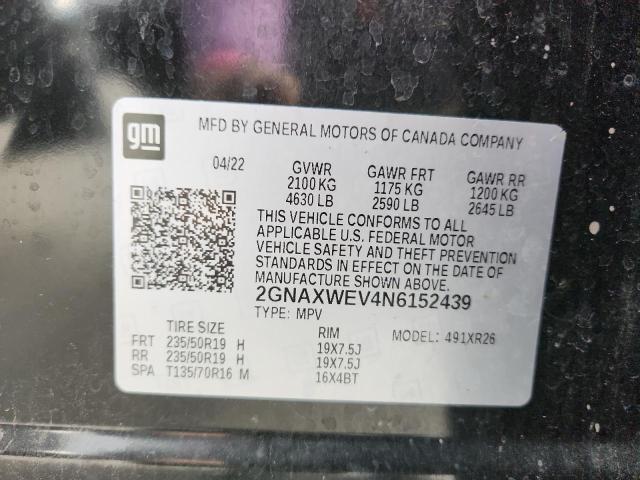 gm
MFD BY GENERAL MOTORS OF CANADA COMPANY
04/22 GVWR GAWR FRT GAWR RR
2100 KG 1175 KG 1200 KG
4630 LB 2590 LB 2645 LB
THIS VEHICLE CONFORMS TO ALL
APPLICABLE U.S. FEDERAL MOTOR
VEHICLE SAFETY AND THEFT PREVENTION
STANDARDS IN EFFECT ON THE DATE OF
MANUFACTURE SHOWN ABOVE.
2GNAXWEV4N6152439
TYPE: MPV MODEL: 491XR26
TIRE SIZE RIM
FRT 235/50R19 H 19X7.5J
RR 235/50R19 H 19X7.5J
SPA T135/70R16 M 16X4BT